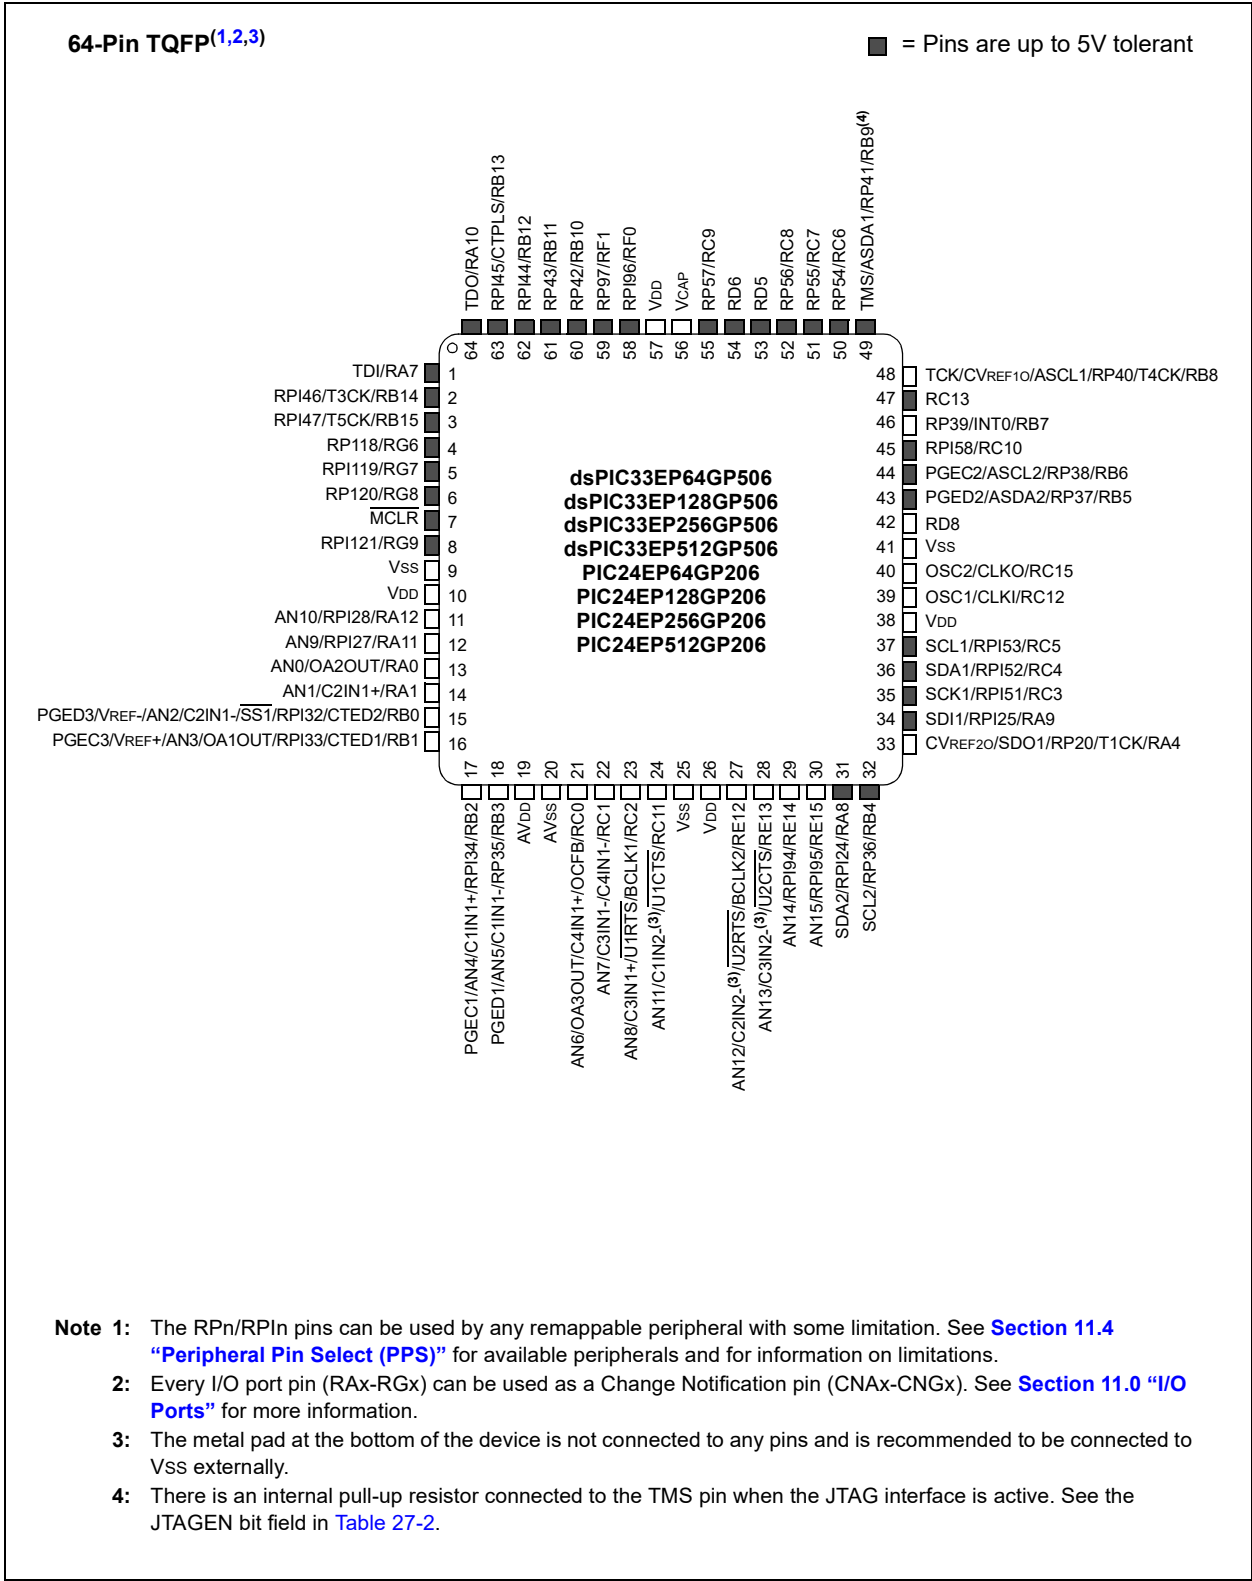 64-Pin TQFP(1,2,3)
= Pins are up to 5V tolerant
TDO/RA10
RPI45/CTPLS/RB13
RPI44/RB12
RP43/RB11
RP42/RB10
RP97/RF1
RPI96/RF0
VDD
VCAP
RP57/RC9
RD6
RD5
RP56/RC8
RP55/RC7
RP54/RC6
TMS/ASDA1/RP41/RB9(4)
64 63 62 61 60 59 58 57 56 55 54 53 52 51 50 49
TDI/RA7 1
RPI46/T3CK/RB14 2
RPI47/T5CK/RB15 3
RP118/RG6 4
RPI119/RG7 5
RP120/RG8 6
MCLR 7
RPI121/RG9 8
VSS 9
VDD 10
AN10/RPI28/RA12 11
AN9/RPI27/RA11 12
AN0/OA2OUT/RA0 13
AN1/C2IN1+/RA1 14
PGED3/VREF-/AN2/C2IN1-/SS1/RPI32/CTED2/RB0 15
PGEC3/VREF+/AN3/OA1OUT/RPI33/CTED1/RB1 16
dsPIC33EP64GP506
dsPIC33EP128GP506
dsPIC33EP256GP506
dsPIC33EP512GP506
PIC24EP64GP206
PIC24EP128GP206
PIC24EP256GP206
PIC24EP512GP206
48 TCK/CVREF1O/ASCL1/RP40/T4CK/RB8
47 RC13
46 RP39/INT0/RB7
45 RPI58/RC10
44 PGEC2/ASCL2/RP38/RB6
43 PGED2/ASDA2/RP37/RB5
42 RD8
41 VSS
40 OSC2/CLKO/RC15
39 OSC1/CLKI/RC12
38 VDD
37 SCL1/RPI53/RC5
36 SDA1/RPI52/RC4
35 SCK1/RPI51/RC3
34 SDI1/RPI25/RA9
33 CVREF2O/SDO1/RP20/T1CK/RA4
17 18 19 20 21 22 23 24 25 26 27 28 29 30 31 32
PGEC1/AN4/C1IN1+/RPI34/RB2
PGED1/AN5/C1IN1-/RP35/RB3
AVDD
AVSS
AN6/OA3OUT/C4IN1+/OCFB/RC0
AN7/C3IN1-/C4IN1-/RC1
AN8/C3IN1+/U1RTS/BCLK1/RC2
AN11/C1IN2-(3)/U1CTS/RC11
VSS
VDD
AN12/C2IN2-(3)/U2RTS/BCLK2/RE12
AN13/C3IN2-(3)/U2CTS/RE13
AN14/RPI94/RE14
AN15/RPI95/RE15
SDA2/RPI24/RA8
SCL2/RP36/RB4
Note 1: The RPn/RPIn pins can be used by any remappable peripheral with some limitation. See Section 11.4
“Peripheral Pin Select (PPS)” for available peripherals and for information on limitations.
2: Every I/O port pin (RAx-RGx) can be used as a Change Notification pin (CNAx-CNGx). See Section 11.0 “I/O
Ports” for more information.
3: The metal pad at the bottom of the device is not connected to any pins and is recommended to be connected to
VSS externally.
4: There is an internal pull-up resistor connected to the TMS pin when the JTAG interface is active. See the
JTAGEN bit field in Table 27-2.